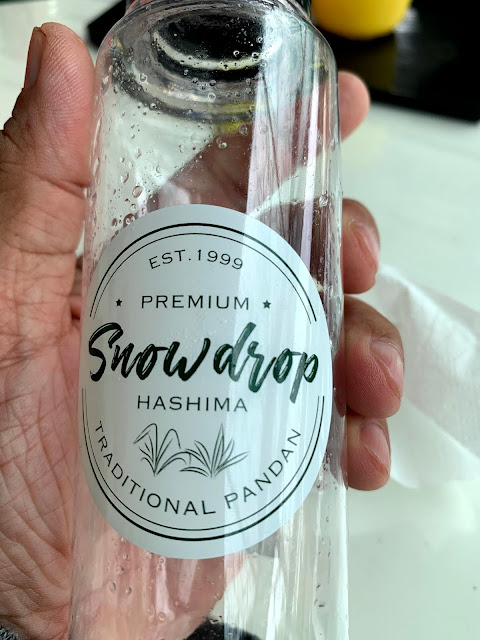 EST.1999
PREMIUM
Snowdrop
HASHIMA
TRADITIONAL PANDAN